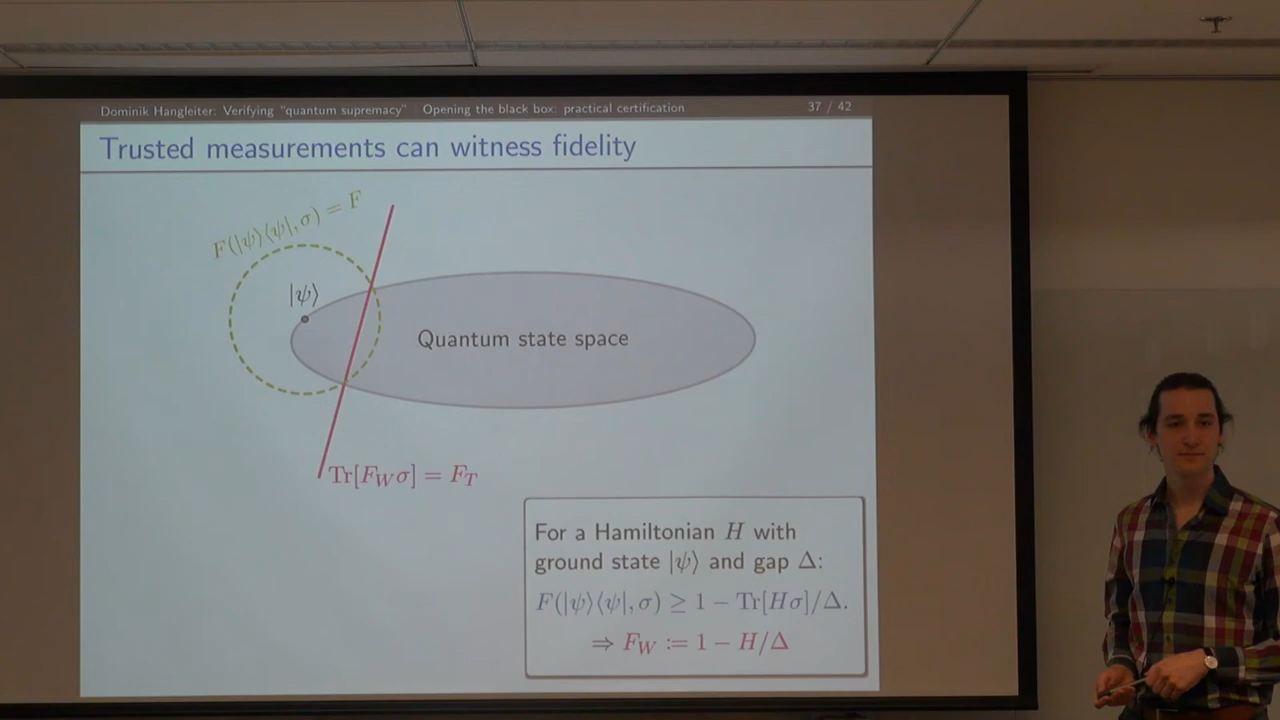 Dominik Hangleiter: Verifying "quantum supremacy" Opening the black box: practical certification 37 / 42
Trusted measurements can witness fidelity
F(|ψ⟩⟨ψ|, σ) = F
|ψ⟩
Quantum state space
Tr[F_Wσ] = F_T
For a Hamiltonian H with
ground state |ψ⟩ and gap Δ:
F(|ψ⟩⟨ψ|, σ) ≥ 1 − Tr[Hσ]/Δ.
⇒ F_W := 1 − H/Δ